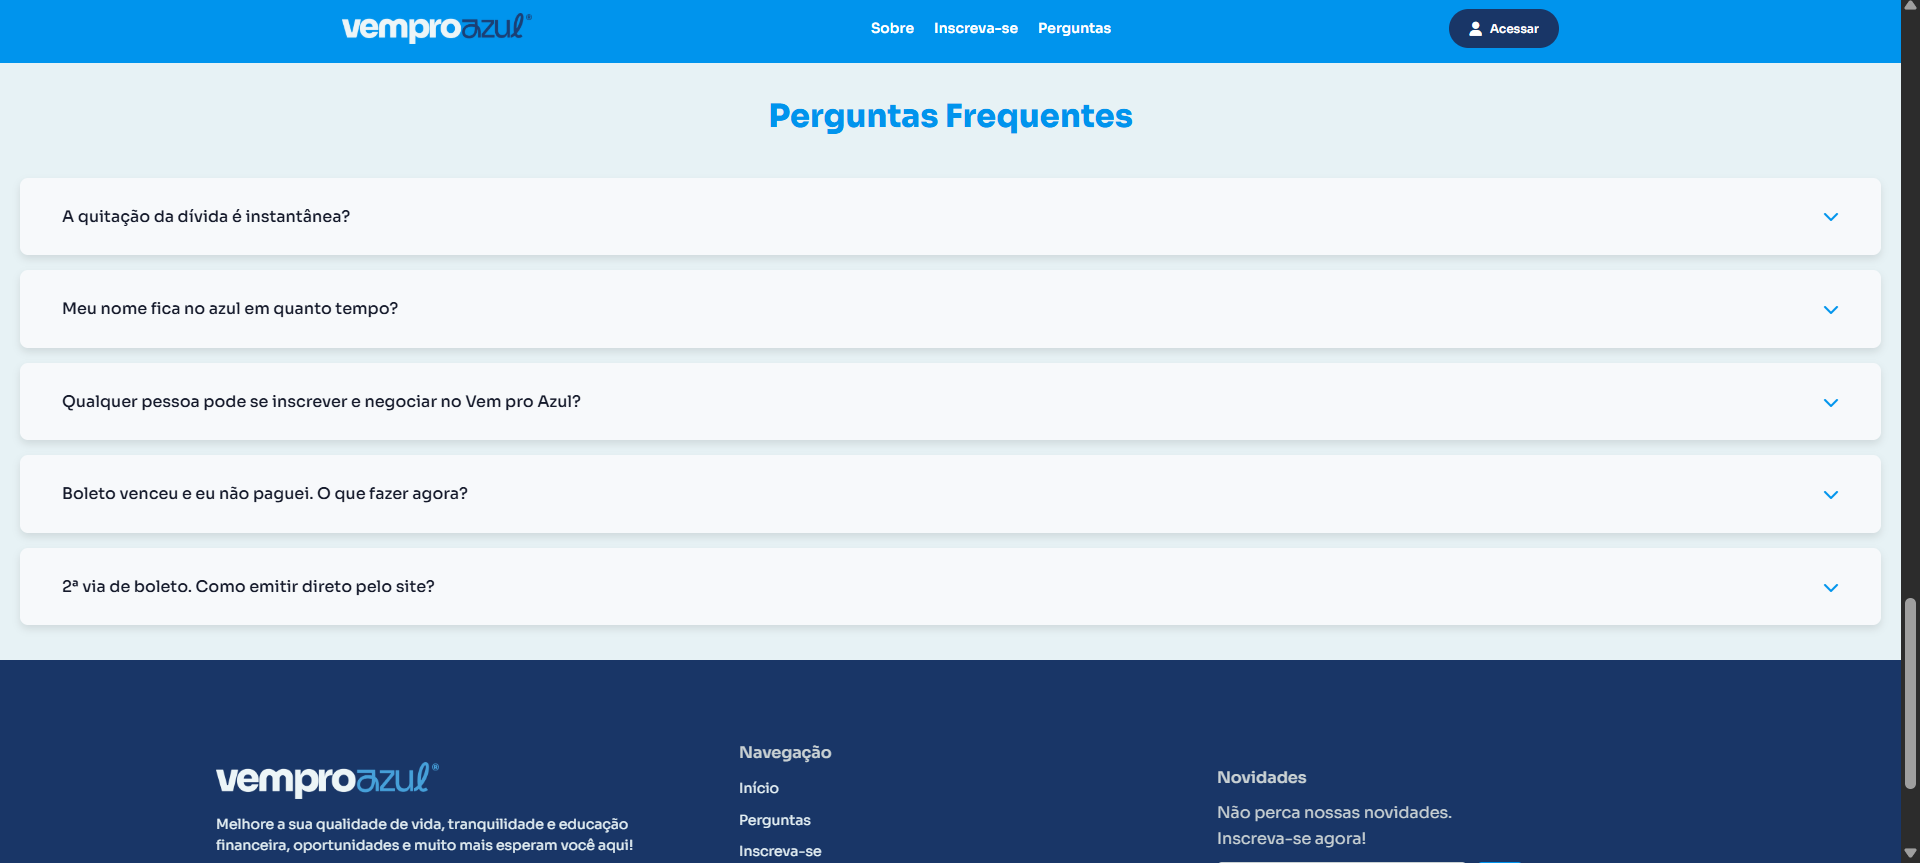 vemproazul®
Sobre Inscreva-se Perguntas
Acessar
Perguntas Frequentes
A quitação da dívida é instantânea?
Meu nome fica no azul em quanto tempo?
Qualquer pessoa pode se inscrever e negociar no Vem pro Azul?
Boleto venceu e eu não paguei. O que fazer agora?
2ª via de boleto. Como emitir direto pelo site?
vemproazul®
Melhore a sua qualidade de vida, tranquilidade e educação
financeira, oportunidades e muito mais esperam você aqui!
Navegação
Início
Perguntas
Inscreva-se
Novidades
Não perca nossas novidades.
Inscreva-se agora!